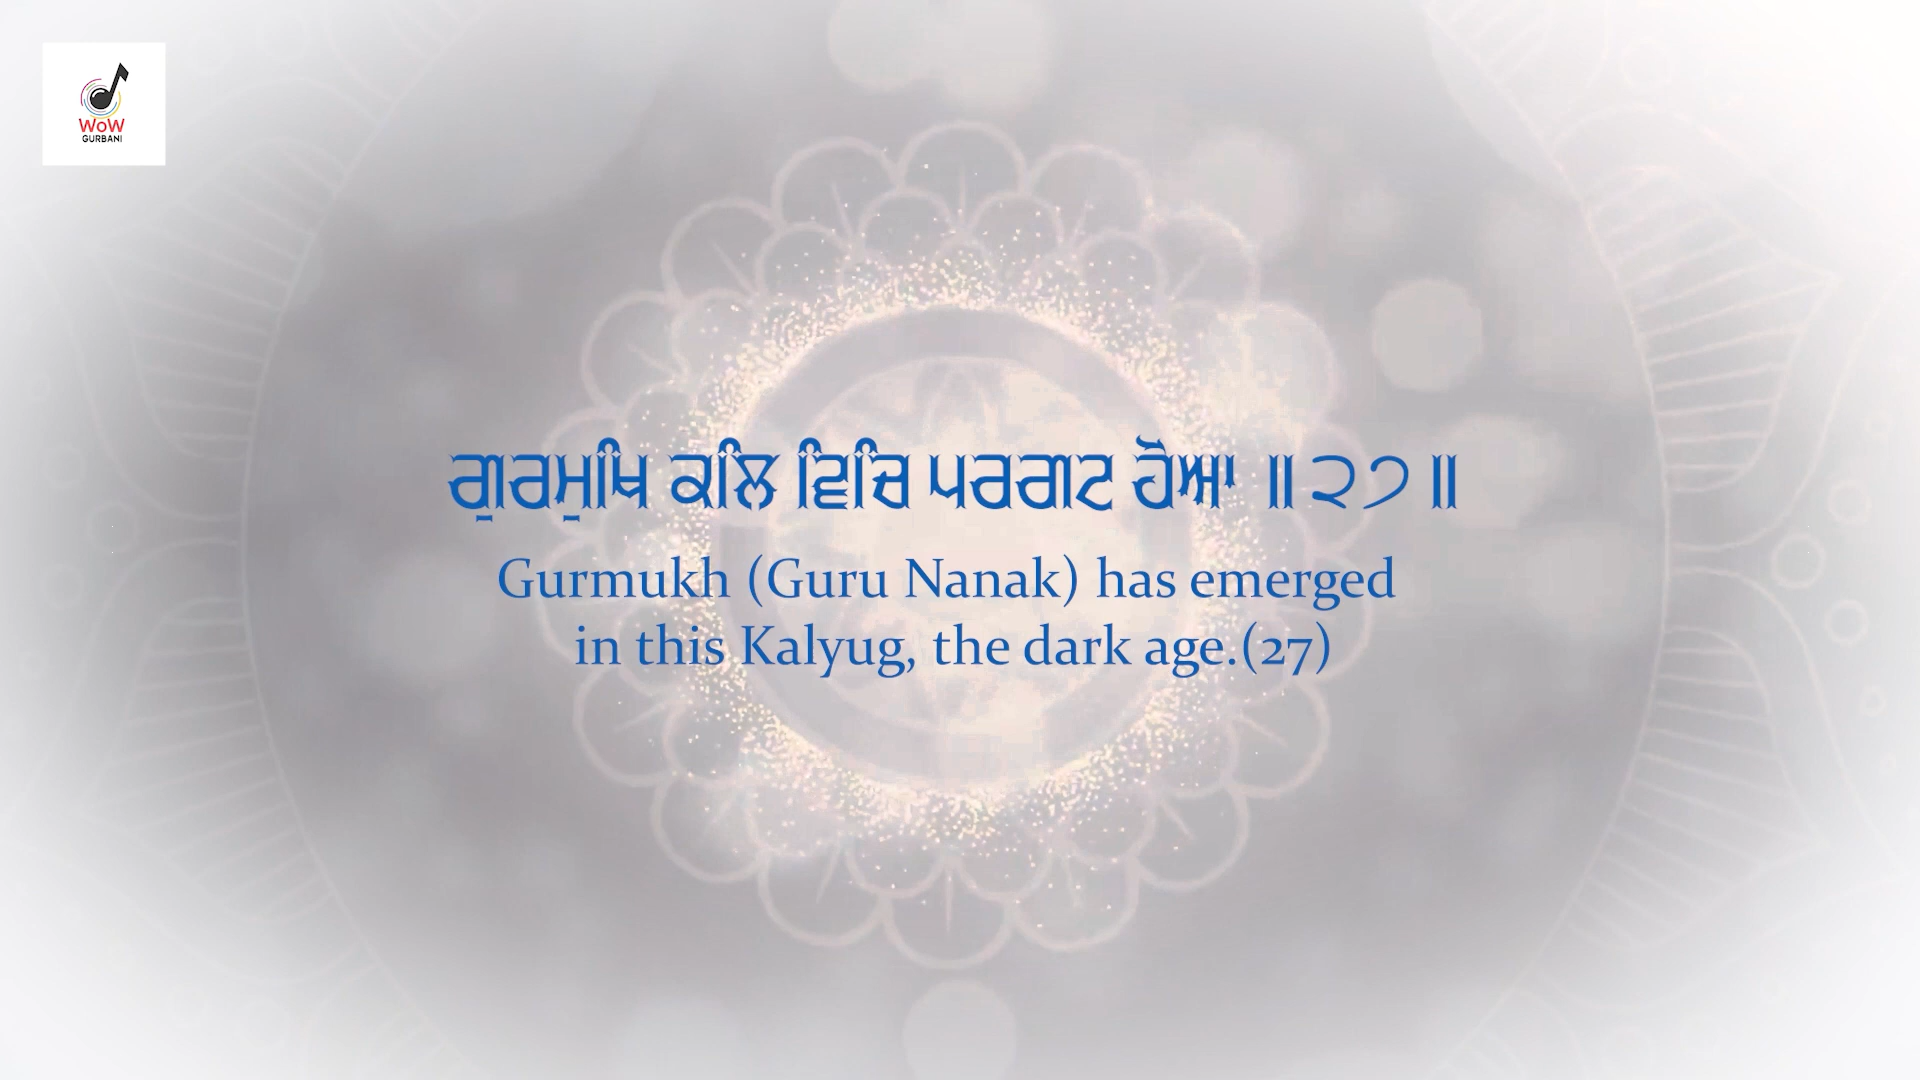 WoW
GURBANI
ਗੁਰਮੁਖਿ ਕਲਿ ਵਿਚਿ ਪਰਗਟ ਹੋਆ ॥੨੭॥
Gurmukh (Guru Nanak) has emerged
in this Kalyug, the dark age.(27)